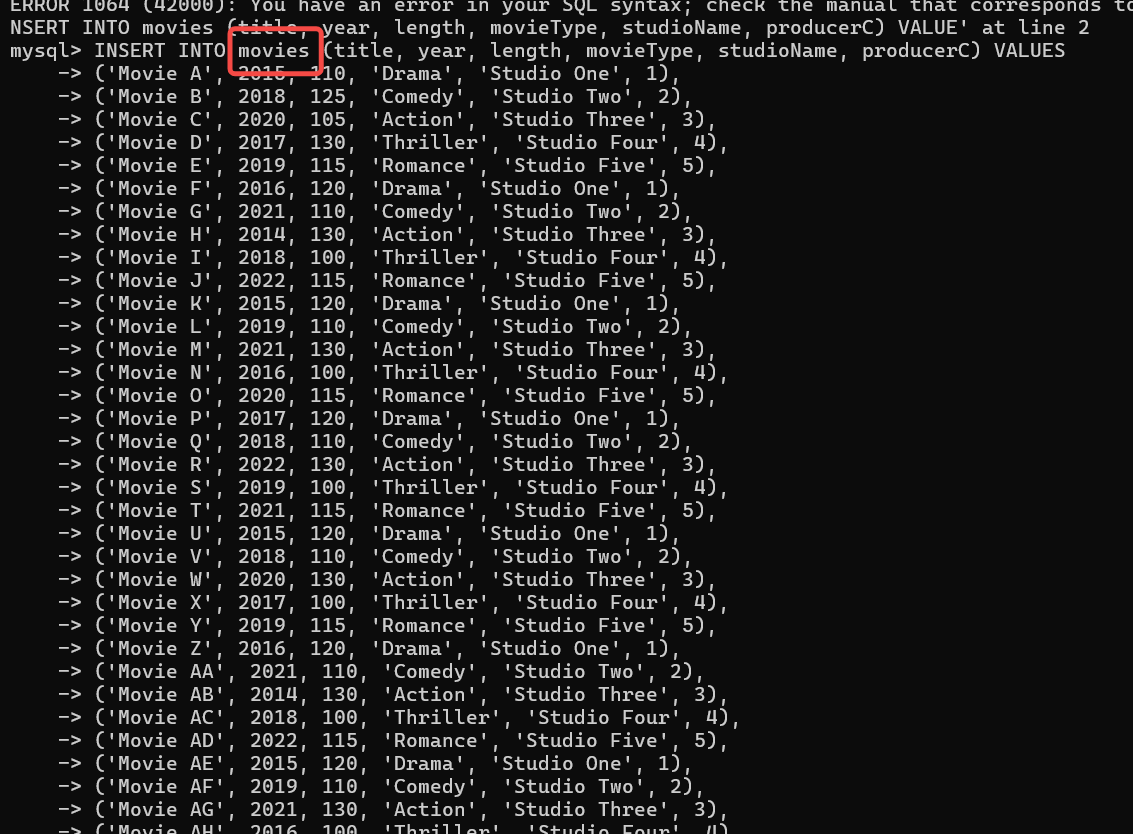 ERROR 1064 (42000): You have an error in your SQL syntax; check the manual that corresponds to
NSERT INTO movies (title, year, length, movieType, studioName, producerC) VALUE' at line 2
mysql> INSERT INTO movies (title, year, length, movieType, studioName, producerC) VALUES
    -> ('Movie A', 2015, 110, 'Drama', 'Studio One', 1),
    -> ('Movie B', 2018, 125, 'Comedy', 'Studio Two', 2),
    -> ('Movie C', 2020, 105, 'Action', 'Studio Three', 3),
    -> ('Movie D', 2017, 130, 'Thriller', 'Studio Four', 4),
    -> ('Movie E', 2019, 115, 'Romance', 'Studio Five', 5),
    -> ('Movie F', 2016, 120, 'Drama', 'Studio One', 1),
    -> ('Movie G', 2021, 110, 'Comedy', 'Studio Two', 2),
    -> ('Movie H', 2014, 130, 'Action', 'Studio Three', 3),
    -> ('Movie I', 2018, 100, 'Thriller', 'Studio Four', 4),
    -> ('Movie J', 2022, 115, 'Romance', 'Studio Five', 5),
    -> ('Movie K', 2015, 120, 'Drama', 'Studio One', 1),
    -> ('Movie L', 2019, 110, 'Comedy', 'Studio Two', 2),
    -> ('Movie M', 2021, 130, 'Action', 'Studio Three', 3),
    -> ('Movie N', 2016, 100, 'Thriller', 'Studio Four', 4),
    -> ('Movie O', 2020, 115, 'Romance', 'Studio Five', 5),
    -> ('Movie P', 2017, 120, 'Drama', 'Studio One', 1),
    -> ('Movie Q', 2018, 110, 'Comedy', 'Studio Two', 2),
    -> ('Movie R', 2022, 130, 'Action', 'Studio Three', 3),
    -> ('Movie S', 2019, 100, 'Thriller', 'Studio Four', 4),
    -> ('Movie T', 2021, 115, 'Romance', 'Studio Five', 5),
    -> ('Movie U', 2015, 120, 'Drama', 'Studio One', 1),
    -> ('Movie V', 2018, 110, 'Comedy', 'Studio Two', 2),
    -> ('Movie W', 2020, 130, 'Action', 'Studio Three', 3),
    -> ('Movie X', 2017, 100, 'Thriller', 'Studio Four', 4),
    -> ('Movie Y', 2019, 115, 'Romance', 'Studio Five', 5),
    -> ('Movie Z', 2016, 120, 'Drama', 'Studio One', 1),
    -> ('Movie AA', 2021, 110, 'Comedy', 'Studio Two', 2),
    -> ('Movie AB', 2014, 130, 'Action', 'Studio Three', 3),
    -> ('Movie AC', 2018, 100, 'Thriller', 'Studio Four', 4),
    -> ('Movie AD', 2022, 115, 'Romance', 'Studio Five', 5),
    -> ('Movie AE', 2015, 120, 'Drama', 'Studio One', 1),
    -> ('Movie AF', 2019, 110, 'Comedy', 'Studio Two', 2),
    -> ('Movie AG', 2021, 130, 'Action', 'Studio Three', 3),
    -> ('Movie AH', 2016, 100, 'Thriller', 'Studio Four', 4),